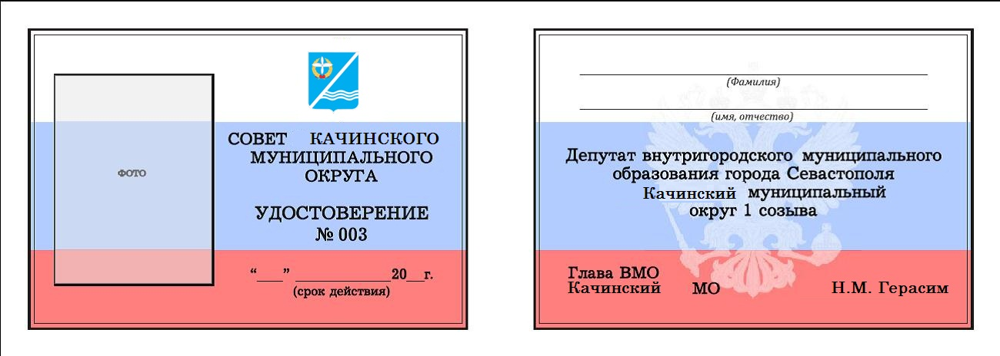 ФОТО
СОВЕТ КАЧИНСКОГО
МУНИЦИПАЛЬНОГО
ОКРУГА
УДОСТОВЕРЕНИЕ
№ 003
“___” ____________20__г.
(срок действия)
(Фамилия)
(имя, отчество)
Депутат внутригородского муниципального
образования города Севастополя
Качинский муниципальный
округ 1 созыва
Глава ВМО
Качинский МО Н.М. Герасим